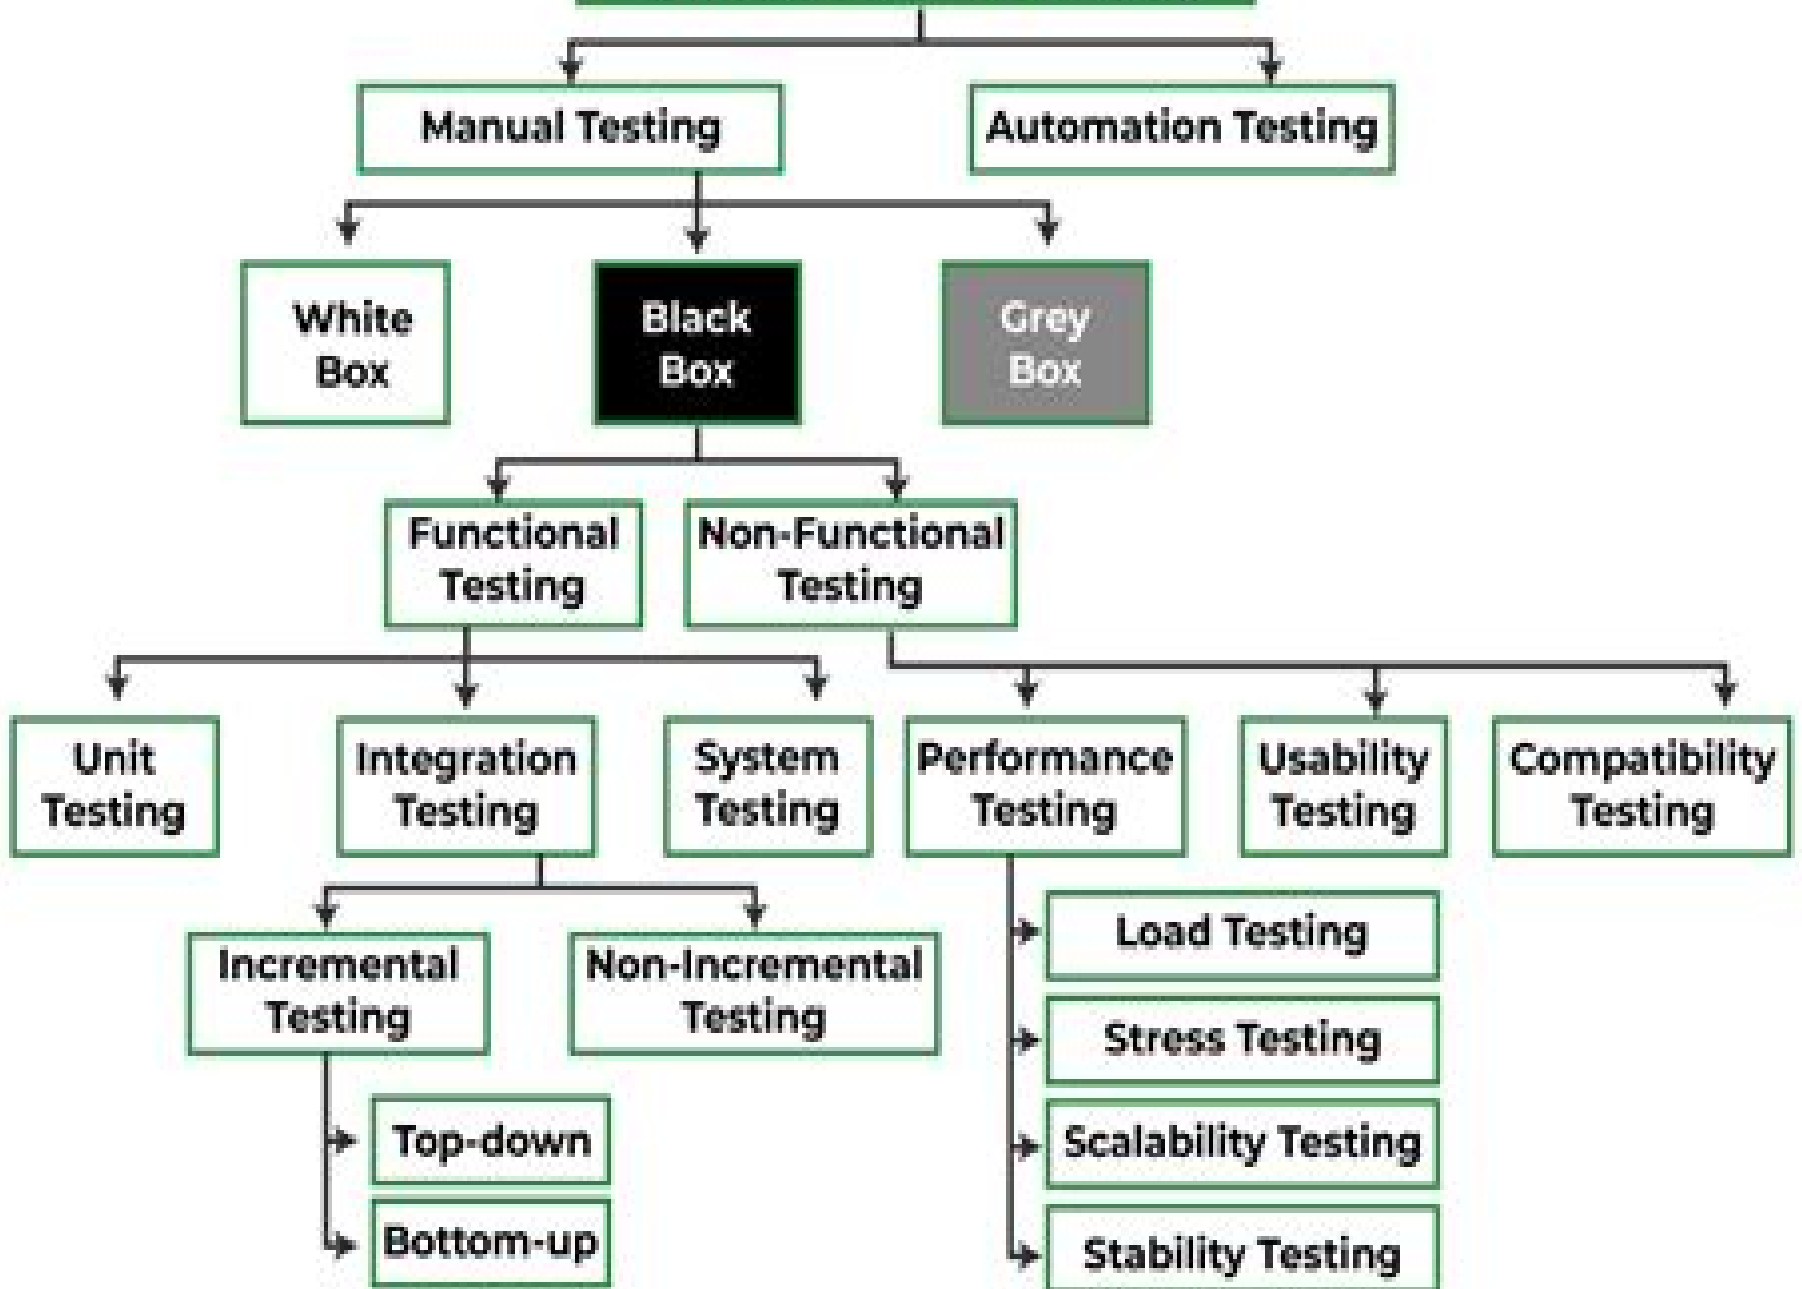 Manual Testing
Automation Testing
White
Box
Black
Box
Grey
Box
Functional
Testing
Non-Functional
Testing
Unit
Testing
Integration
Testing
System
Testing
Performance
Testing
Usability
Testing
Compatibility
Testing
Incremental
Testing
Non-Incremental
Testing
Top-down
Bottom-up
Load Testing
Stress Testing
Scalability Testing
Stability Testing